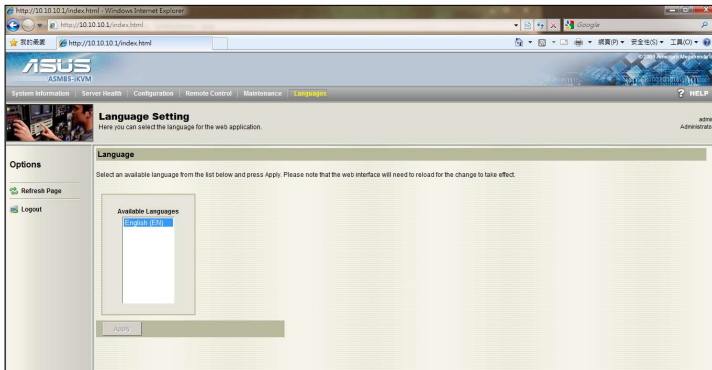 http://10.10.10.1/index.html - Windows Internet Explorer
http://10.10.10.1/index.html
Google
我的最愛
http://10.10.10.1/index.html
網頁(P)
安全性(S)
工具(O)
ASUS
ASMB5-iKVM
System Information
Server Health
Configuration
Remote Control
Maintenance
Languages
HELP
Language Setting
Here you can select the language for the web application.
Options
Refresh Page
Logout
Language
Select an available language from the list below and press Apply. Please note that the web interface will need to reload for the change to take effect.
Available Languages
English (EN)
Apply